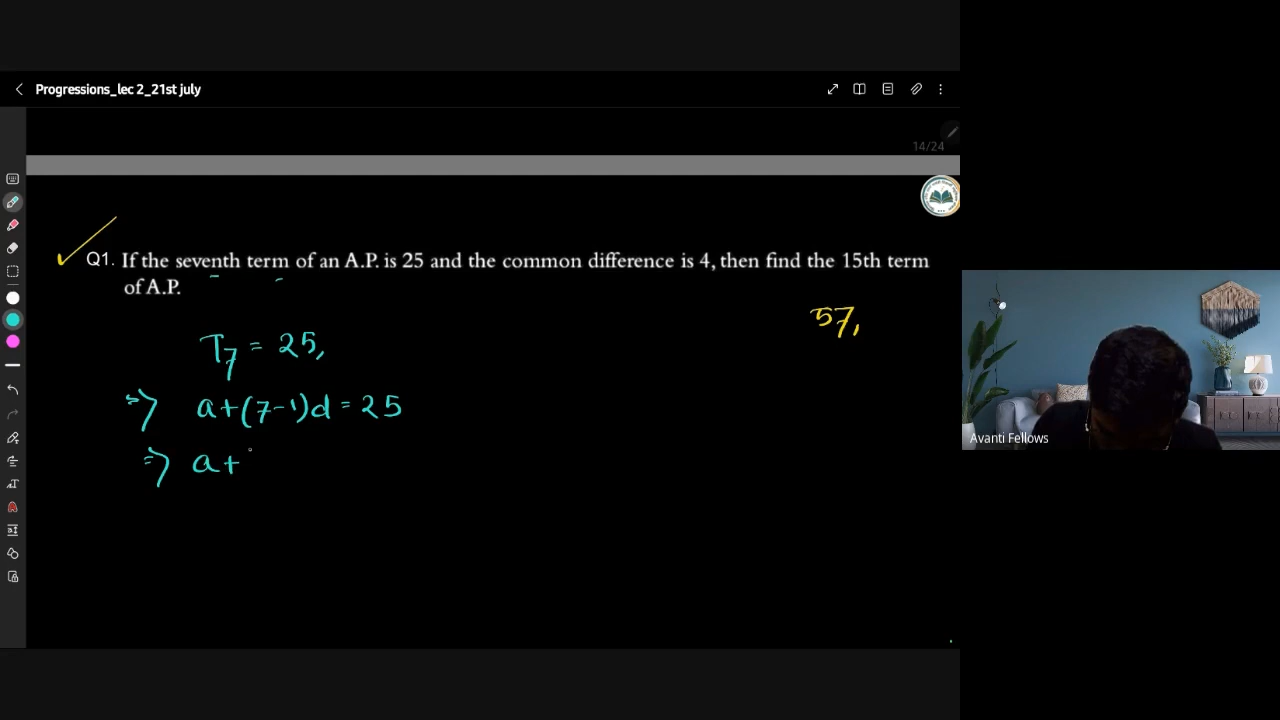 Progressions_lec 2_21st july
14/24
Q1. If the seventh term of an A.P. is 25 and the common difference is 4, then find the 15th term
of A.P.
57,
T7 = 25,
=> a+(7-1)d = 25
=> a+
Avanti Fellows